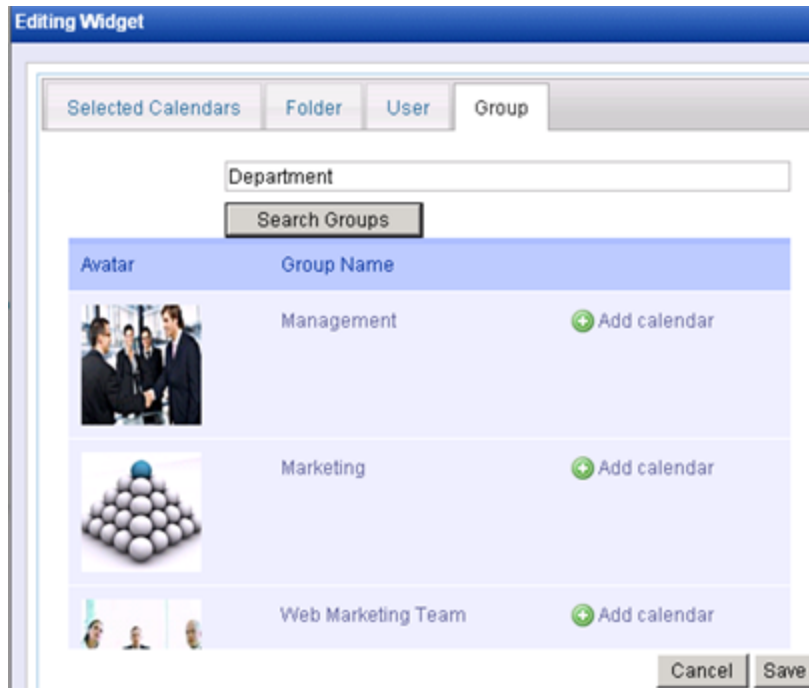 Editing Widget
Selected Calendars Folder User Group
Department
Search Groups
Avatar Group Name
Management Add calendar
Marketing Add calendar
Web Marketing Team Add calendar
Cancel Save